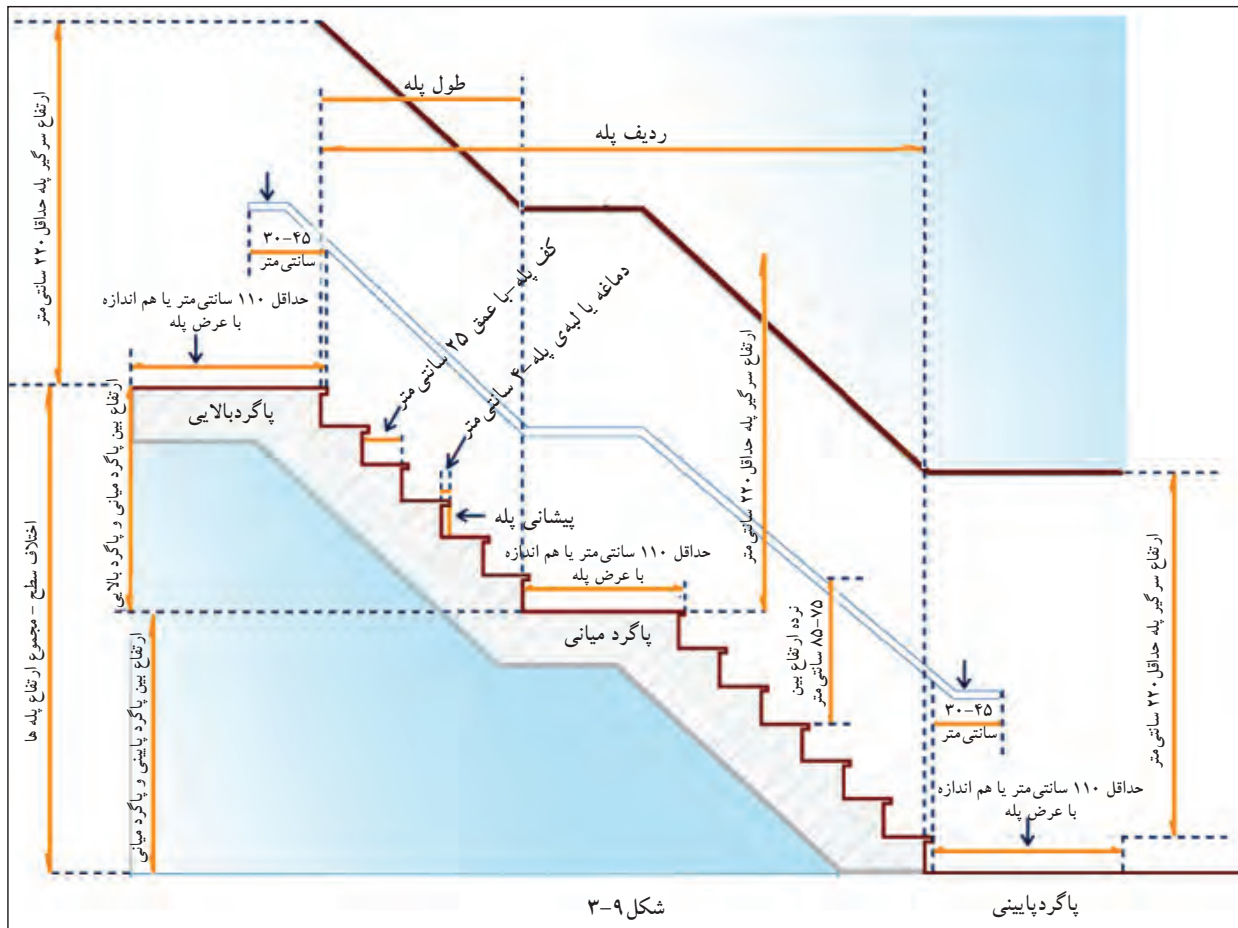 طول پله
ردیف پله
ارتفاع سرگیر پله حداقل ۲۲۰ سانتی‌متر
۳۰-۴۵
سانتی‌متر
حداقل ۱۱۰ سانتی‌متر یا هم اندازه
با عرض پله
کف پله-با عمق ۲۵ سانتی متر
دماغه یا لبه‌ی پله-۴ سانتی متر
پاگردبالایی
ارتفاع بین پاگرد میانی و پاگرد بالایی
پیشانی پله
ارتفاع سرگیر پله حداقل ۲۲۰ سانتی‌متر
حداقل ۱۱۰ سانتی‌متر یا هم اندازه
با عرض پله
پاگرد میانی
نرده ارتفاع بین
۸۵-۷۵ سانتی‌متر
ارتفاع سرگیر پله حداقل ۲۲۰ سانتی‌متر
۳۰-۴۵
سانتی‌متر
اختلاف سطح - مجموع ارتفاع پله ها
ارتفاع بین پاگرد پایینی و پاگرد میانی
حداقل ۱۱۰ سانتی‌متر یا هم اندازه
با عرض پله
پاگردپایینی
شکل ۹-۳